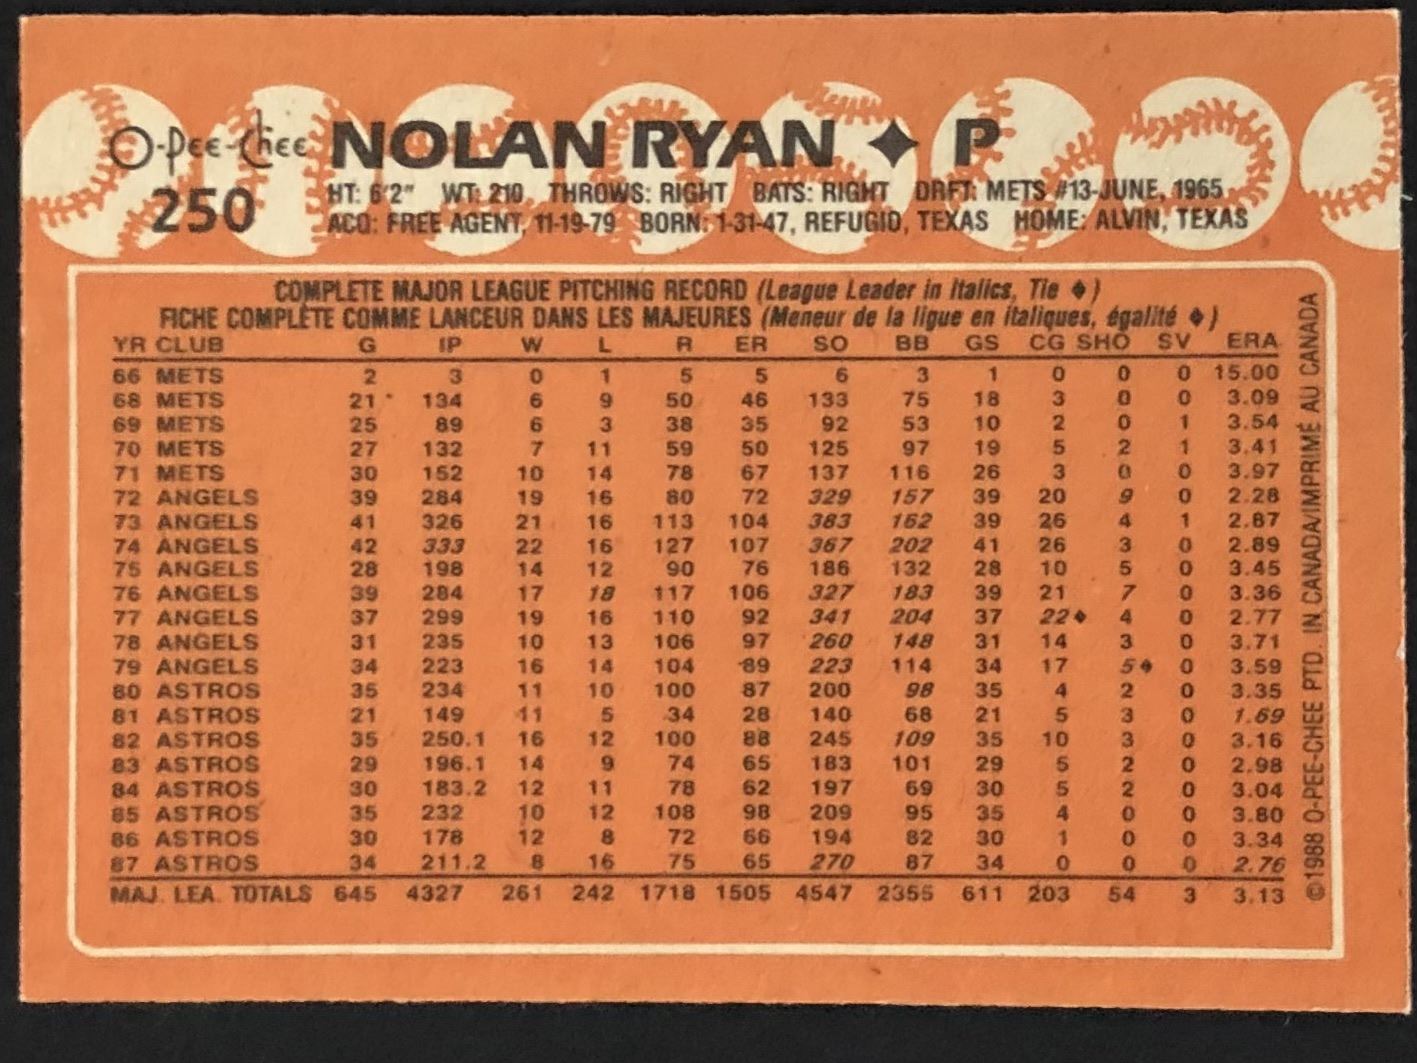 O-Pee-Chee NOLAN RYAN ♦ P
250 HT: 6'2" WT: 210 THROWS: RIGHT BATS: RIGHT DRFT: METS #13-JUNE, 1965
ACQ: FREE AGENT, 11-19-79 BORN: 1-31-47, REFUGIO, TEXAS HOME: ALVIN, TEXAS
COMPLETE MAJOR LEAGUE PITCHING RECORD (League Leader in Italics, Tie ♦)
FICHE COMPLÈTE COMME LANCEUR DANS LES MAJEURES (Meneur de la ligue en italiques, égalité ♦)
YR CLUB G IP W L R ER SO BB GS CG SHO SV ERA
66 METS 2 3 0 1 5 5 6 3 1 0 0 0 15.00
68 METS 21 134 6 9 50 46 133 75 18 3 0 0 3.09
69 METS 25 89 6 3 38 35 92 53 10 2 0 1 3.54
70 METS 27 132 7 11 59 50 125 97 19 5 2 1 3.41
71 METS 30 152 10 14 78 67 137 116 26 3 0 0 3.97
72 ANGELS 39 284 19 16 80 72 329 157 39 20 9 0 2.28
73 ANGELS 41 326 21 16 113 104 383 162 39 26 4 1 2.87
74 ANGELS 42 333 22 16 127 107 367 202 41 26 3 0 2.89
75 ANGELS 28 198 14 12 90 76 186 132 28 10 5 0 3.45
76 ANGELS 39 284 17 18 117 106 327 183 39 21 7 0 3.36
77 ANGELS 37 299 19 16 110 92 341 204 37 22♦ 4 0 2.77
78 ANGELS 31 235 10 13 106 97 260 148 31 14 3 0 3.71
79 ANGELS 34 223 16 14 104 89 223 114 34 17 5♦ 0 3.59
80 ASTROS 35 234 11 10 100 87 200 98 35 4 2 0 3.35
81 ASTROS 21 149 11 5 34 28 140 68 21 5 3 0 1.69
82 ASTROS 35 250.1 16 12 100 88 245 109 35 10 3 0 3.16
83 ASTROS 29 196.1 14 9 74 65 183 101 29 5 2 0 2.98
84 ASTROS 30 183.2 12 11 78 62 197 69 30 5 2 0 3.04
85 ASTROS 35 232 10 12 108 98 209 95 35 4 0 0 3.80
86 ASTROS 30 178 12 8 72 66 194 82 30 1 0 0 3.34
87 ASTROS 34 211.2 8 16 75 65 270 87 34 0 0 0 2.76
MAJ. LEA. TOTALS 645 4327 261 242 1718 1505 4547 2355 611 203 54 3 3.13
©1988 O-PEE-CHEE PTD. IN CANADA/IMPRIMÉ AU CANADA